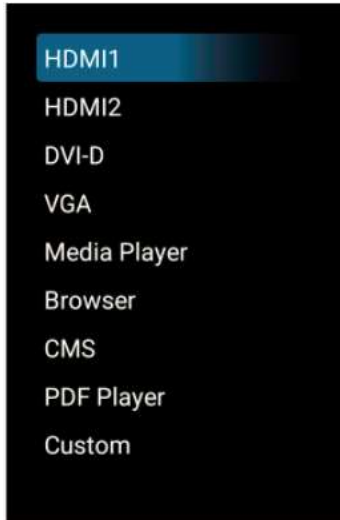 HDMI1
HDMI2
DVI-D
VGA
Media Player
Browser
CMS
PDF Player
Custom